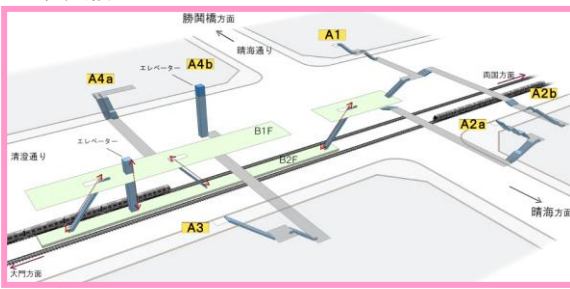 勝鬨橋方面
晴海通り
A1
A4a
エレベーター
A4b
両国方面
A2b
A2a
B1F
清澄通り
エレベーター
B2F
晴海方面
A3
大門方面